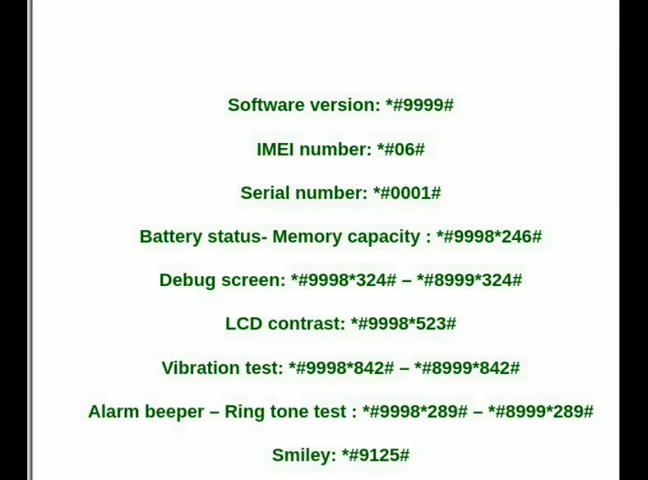 Software version: *#9999#
IMEI number: *#06#
Serial number: *#0001#
Battery status- Memory capacity : *#9998*246#
Debug screen: *#9998*324# – *#8999*324#
LCD contrast: *#9998*523#
Vibration test: *#9998*842# – *#8999*842#
Alarm beeper – Ring tone test : *#9998*289# – *#8999*289#
Smiley: *#9125#